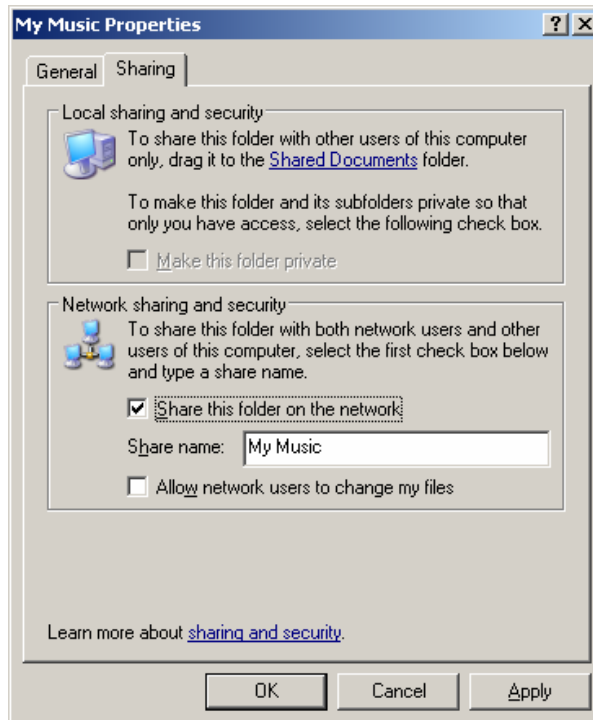 My Music Properties
General Sharing
Local sharing and security
To share this folder with other users of this computer
only, drag it to the Shared Documents folder.
To make this folder and its subfolders private so that
only you have access, select the following check box.
Make this folder private
Network sharing and security
To share this folder with both network users and other
users of this computer, select the first check box below
and type a share name.
Share this folder on the network
Share name: My Music
Allow network users to change my files
Learn more about sharing and security.
OK Cancel Apply